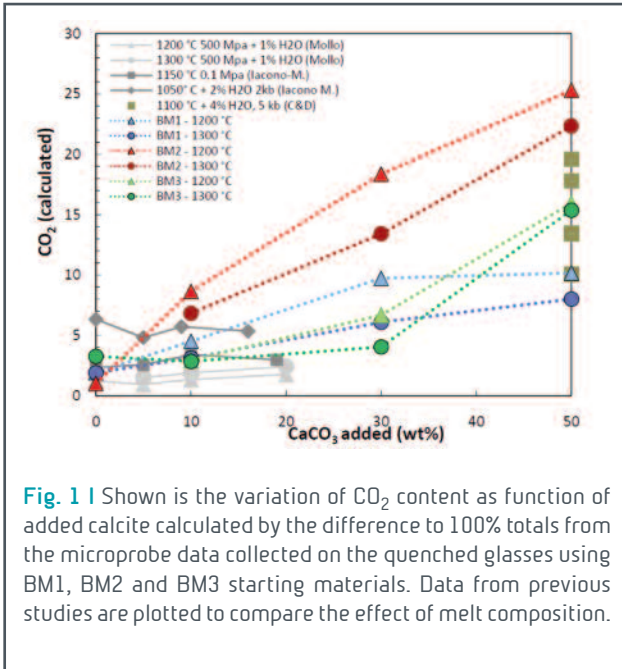 30
25
20
15
10
5
0
CO2 (calculated)
1200 °C 500 Mpa + 1% H2O (Mollo)
1300 °C 500 Mpa + 1% H2O (Mollo)
1150 °C 0.1 Mpa (Iacono-M.)
1050° C + 2% H2O 2kb (Iacono M.)
1100 °C + 4% H2O, 5 kb (C&D)
BM1 - 1200 °C
BM1 - 1300 °C
BM2 - 1200 °C
BM2 - 1300 °C
BM3 - 1200 °C
BM3 - 1300 °C
0 10 20 30 40 50
CaCO3 added (wt%)
Fig. 1 I Shown is the variation of CO2 content as function of
added calcite calculated by the difference to 100% totals from
the microprobe data collected on the quenched glasses using
BM1, BM2 and BM3 starting materials. Data from previous
studies are plotted to compare the effect of melt composition.